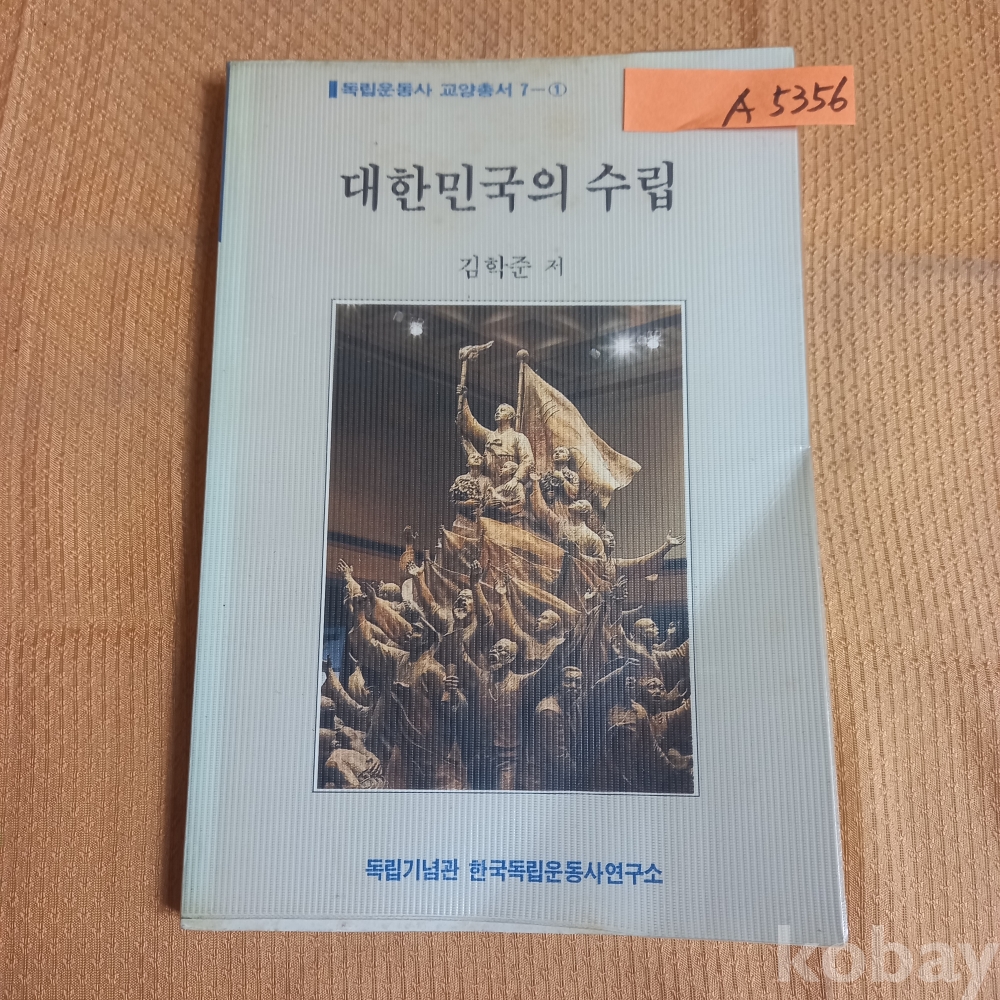 독립운동사 교양총서 7-①
A 5356
대한민국의 수립
김학준 저
독립기념관 한국독립운동사연구소
kobay